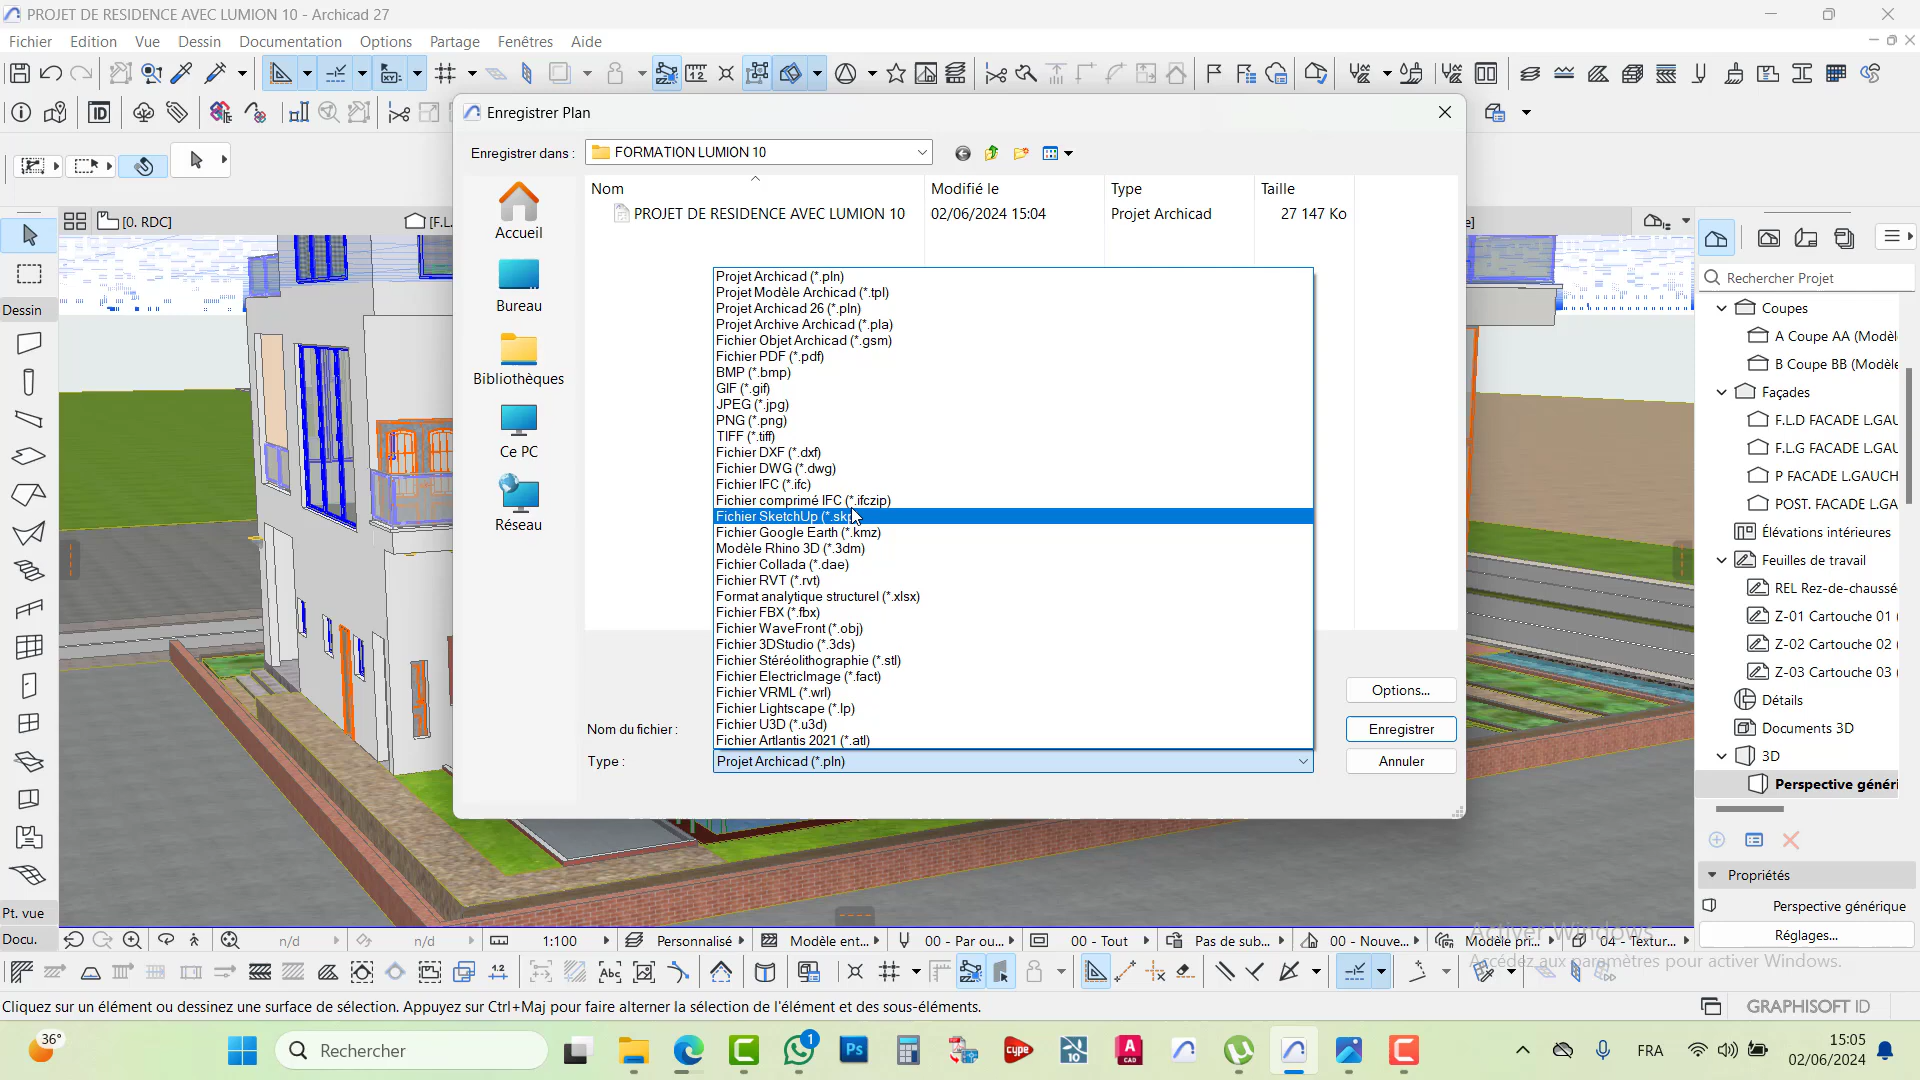 PROJET DE RESIDENCE AVEC LUMION 10 - Archicad 27
Fichier Edition Vue Dessin Documentation Options Partage Fenêtres Aide
Enregistrer Plan
Enregistrer dans : FORMATION LUMION 10
Nom Modifié le Type Taille
PROJET DE RESIDENCE AVEC LUMION 10 02/06/2024 15:04 Projet Archicad 27 147 Ko
Accueil
Bureau
Bibliothèques
Ce PC
Réseau
Projet Archicad (*.pln)
Projet Modèle Archicad (*.tpl)
Projet Archicad 26 (*.pln)
Projet Archive Archicad (*.pla)
Fichier Objet Archicad (*.gsm)
Fichier PDF (*.pdf)
BMP (*.bmp)
GIF (*.gif)
JPEG (*.jpg)
PNG (*.png)
TIFF (*.tiff)
Fichier DXF (*.dxf)
Fichier DWG (*.dwg)
Fichier IFC (*.ifc)
Fichier comprimé IFC (*.ifczip)
Fichier SketchUp (*.skp
Fichier Google Earth (*.kmz)
Modèle Rhino 3D (*.3dm)
Fichier Collada (*.dae)
Fichier RVT (*.rvt)
Format analytique structurel (*.xlsx)
Fichier FBX (*.fbx)
Fichier WaveFront (*.obj)
Fichier 3DStudio (*.3ds)
Fichier Stéréolithographie (*.stl)
Fichier ElectricImage (*.fact)
Fichier VRML (*.wrl)
Fichier Lightscape (*.lp)
Fichier U3D (*.u3d)
Fichier Artlantis 2021 (*.atl)
Nom du fichier :
Type : Projet Archicad (*.pln)
Options...
Enregistrer
Annuler
[0. RDC]
[F.L
e]
Dessin
Pt. vue
Docu.
Rechercher Projet
Coupes
A Coupe AA (Modèl
B Coupe BB (Modèle
Façades
F.L.D FACADE L.GAU
F.L.G FACADE L.GAU
P FACADE L.GAUCH
POST. FACADE L.GA
Élévations intérieures
Feuilles de travail
REL Rez-de-chaussé
Z-01 Cartouche 01 (
Z-02 Cartouche 02 (
Z-03 Cartouche 03 (
Détails
Documents 3D
3D
Perspective généri
Propriétés
Perspective générique
Réglages...
n/d n/d 1:100 Personnalisé Modèle ent... 00 - Par ou... 00 - Tout Pas de sub... 00 - Nouve... Modèle pri... 04 - Textur...
Activer Windows
Accédez aux paramètres pour activer Windows.
Cliquez sur un élément ou dessinez une surface de sélection. Appuyez sur Ctrl+Maj pour faire alterner la sélection de l'élément et des sous-éléments.
GRAPHISOFT ID
36°
Rechercher
1
Ps
cype
10
A
CAD
FRA
15:05
02/06/2024